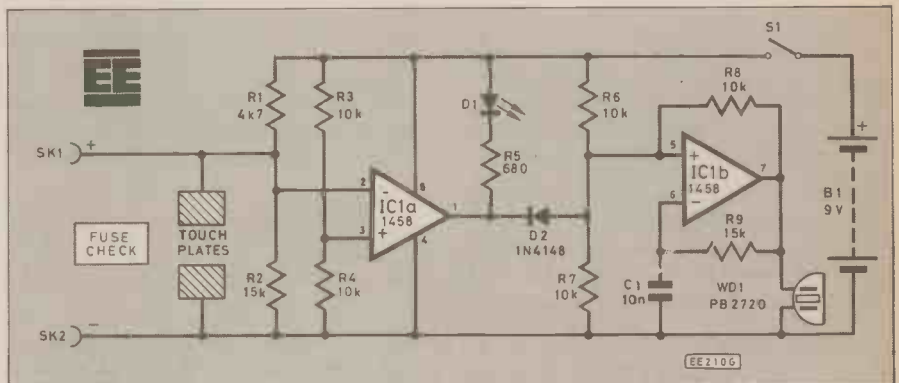 EE
S1
R1
4k7
R3
10k
D1
R6
10k
R8
10k
SK1
+
R5
680
5
+
IC1b
1458
7
6
-
+
B1
9V
2
-
IC1a
1458
8
1
3
+
4
D2
1N4148
R9
15k
FUSE
CHECK
TOUCH
PLATES
R2
15k
R4
10k
R7
10k
C1
10n
WD1
PB2720
SK2
-
EE210G